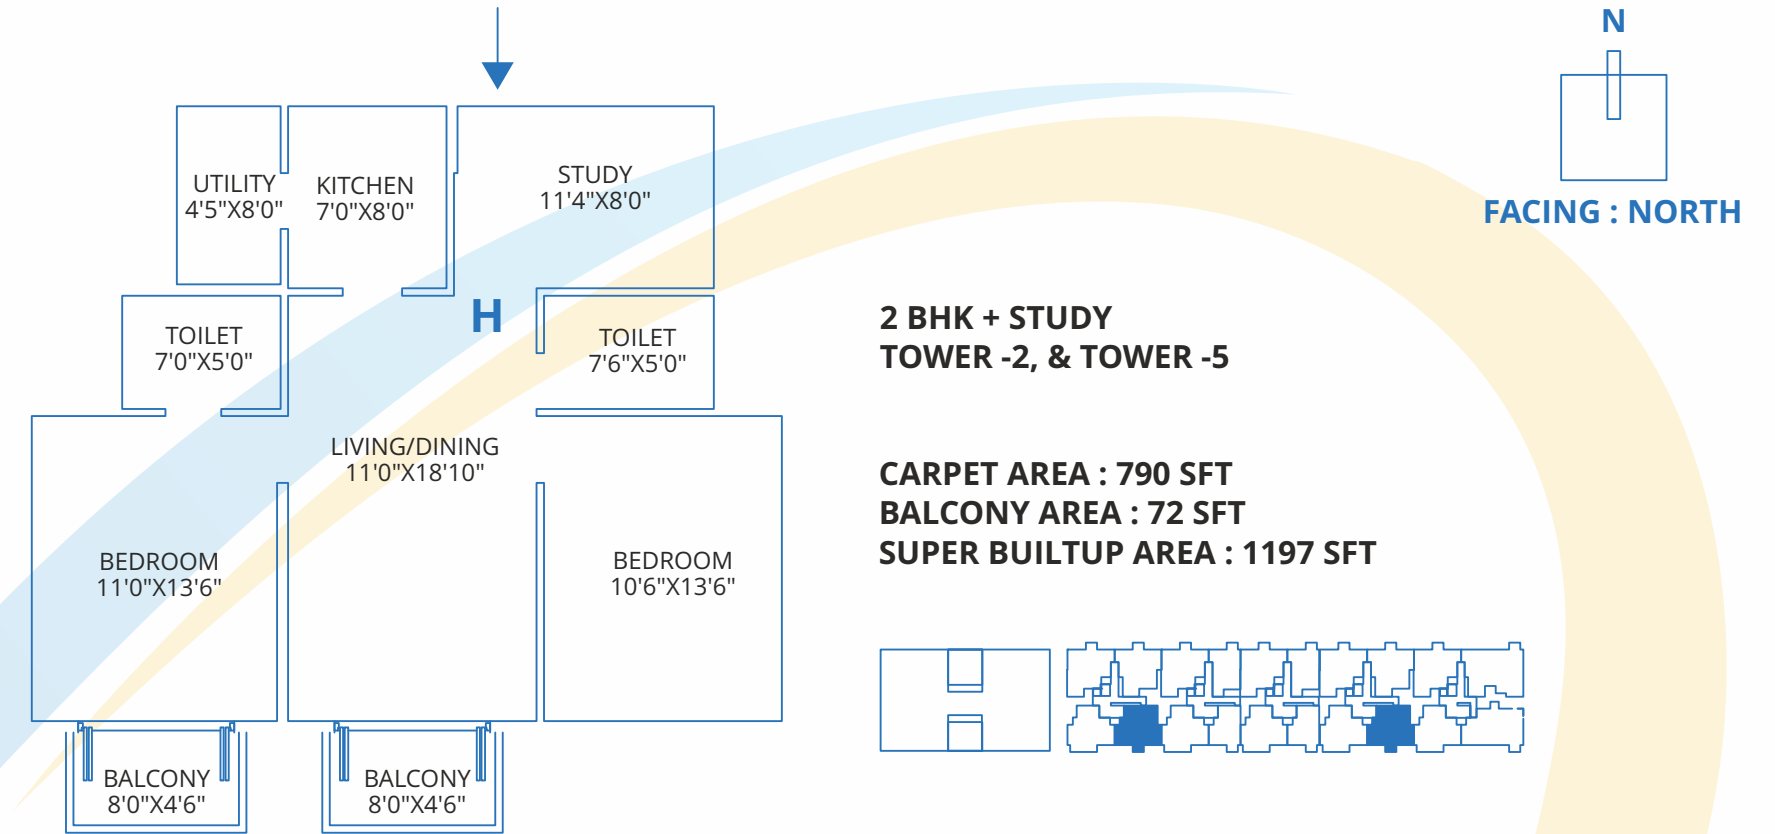 N
FACING : NORTH
UTILITY
4'5"X8'0"
KITCHEN
7'0"X8'0"
STUDY
11'4"X8'0"
H
TOILET
7'0"X5'0"
TOILET
7'6"X5'0"
LIVING/DINING
11'0"X18'10"
BEDROOM
11'0"X13'6"
BEDROOM
10'6"X13'6"
BALCONY
8'0"X4'6"
BALCONY
8'0"X4'6"
2 BHK + STUDY
TOWER -2, & TOWER -5
CARPET AREA : 790 SFT
BALCONY AREA : 72 SFT
SUPER BUILTUP AREA : 1197 SFT